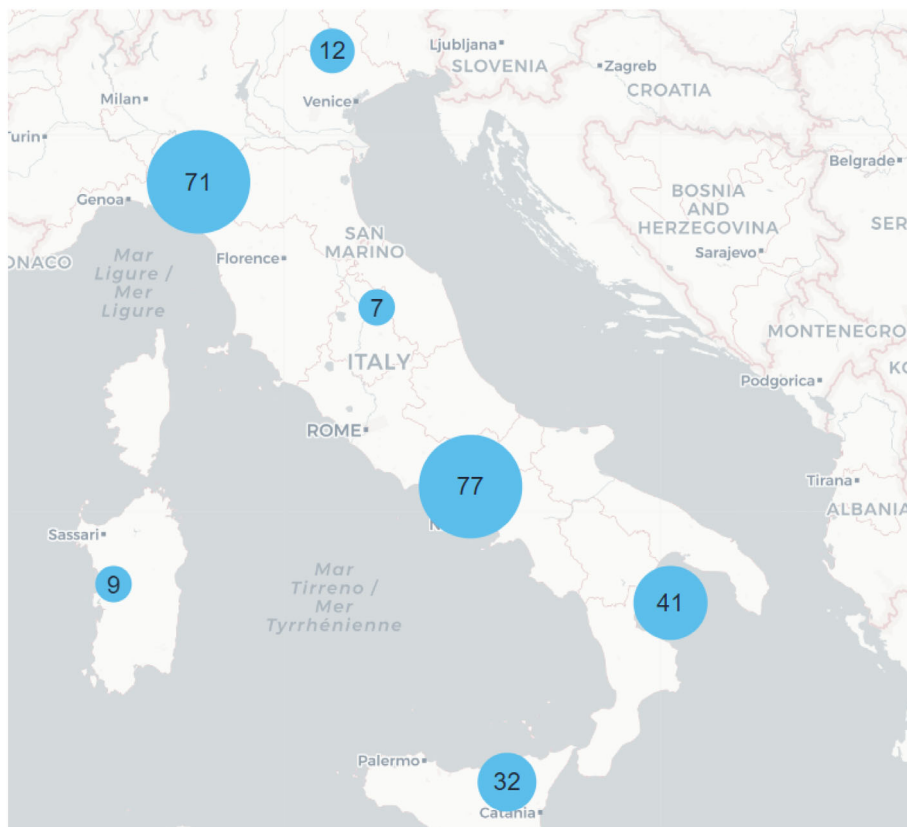 12
Ljubljana
SLOVENIA
Zagreb
CROATIA
Milan
Venice
Turin
Belgrade
71
BOSNIA
AND
HERZEGOVINA
Genoa
SER
SAN
MARINO
Sarajevo
ONACO
Mar
Ligure /
Mer
Ligure
Florence
7
MONTENEGRO
ITALY
KO
Podgorica
ROME
77
Tirana
ALBANIA
N
Sassari
Mar
Tirreno /
Mer
Tyrrhénienne
9
41
Palermo
32
Catania